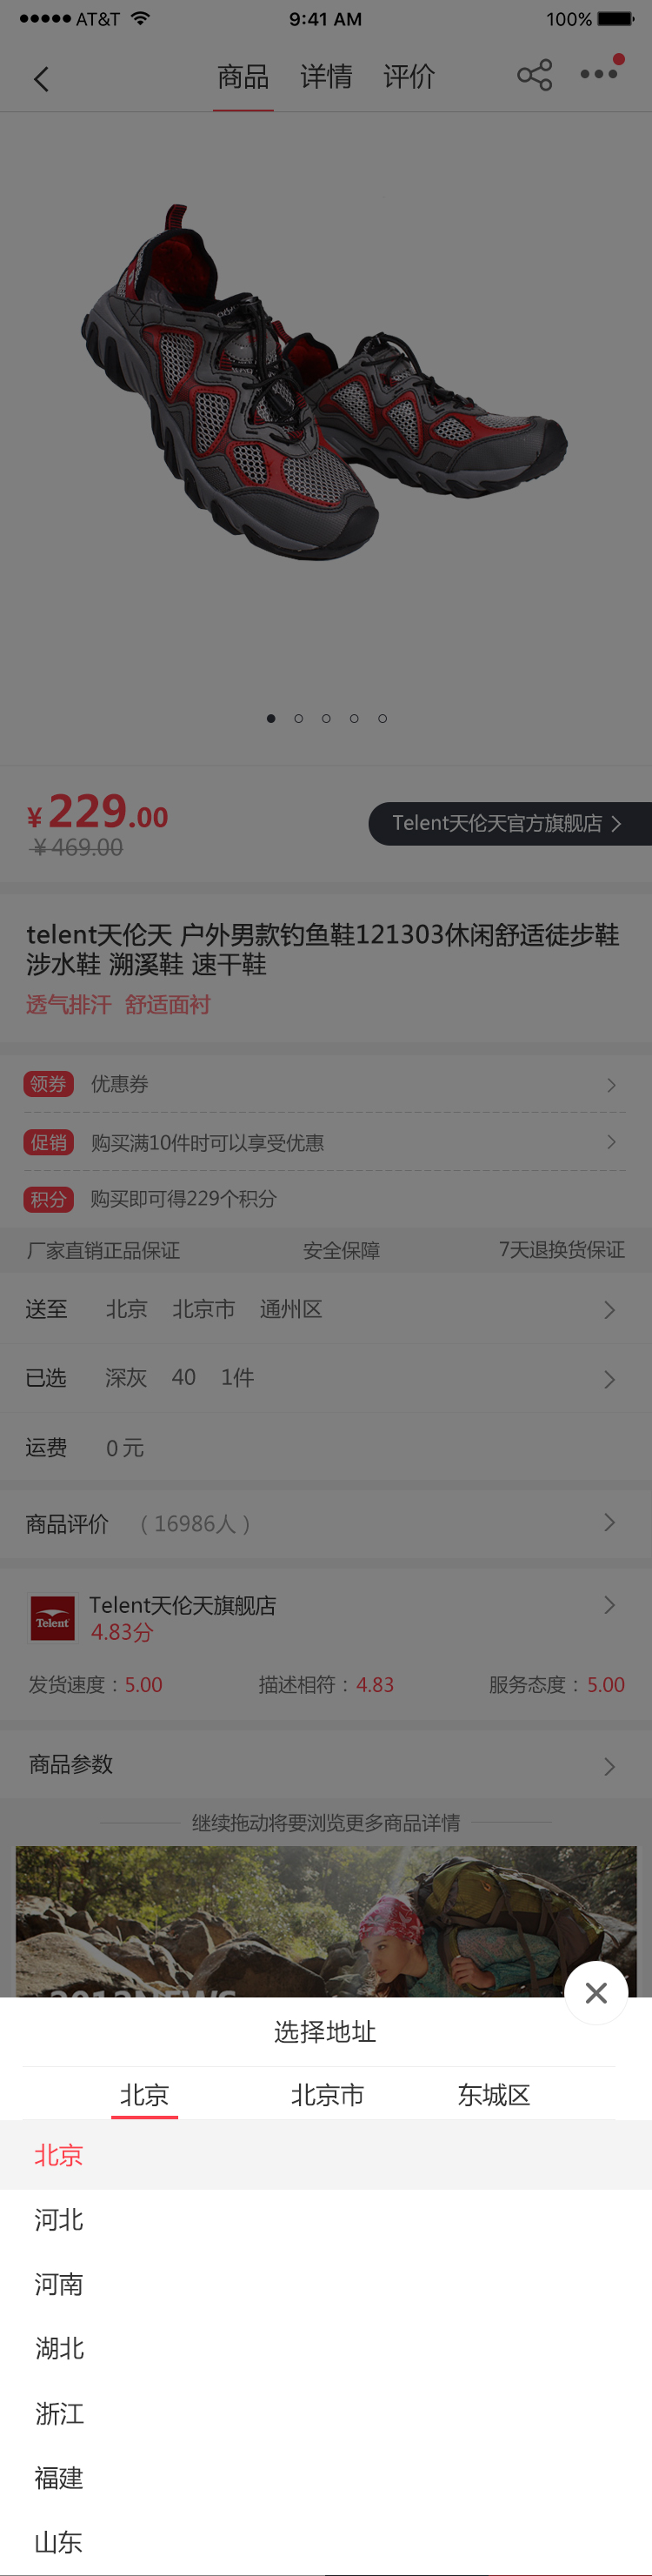 AT&T 9:41 AM 100%
商品 详情 评价
¥229.00
¥469.00
Telent天伦天官方旗舰店
telent天伦天 户外男款钓鱼鞋121303休闲舒适徒步鞋
涉水鞋 溯溪鞋 速干鞋
透气排汗 舒适面衬
领券 优惠券
促销 购买满10件时可以享受优惠
积分 购买即可得229个积分
厂家直销正品保证 安全保障 7天退换货保证
送至 北京 北京市 通州区
已选 深灰 40 1件
运费 0元
商品评价 （16986人）
Telent
Telent天伦天旗舰店
4.83分
发货速度：5.00 描述相符：4.83 服务态度：5.00
商品参数
继续拖动将要浏览更多商品详情
选择地址
北京 北京市 东城区
北京
河北
河南
湖北
浙江
福建
山东